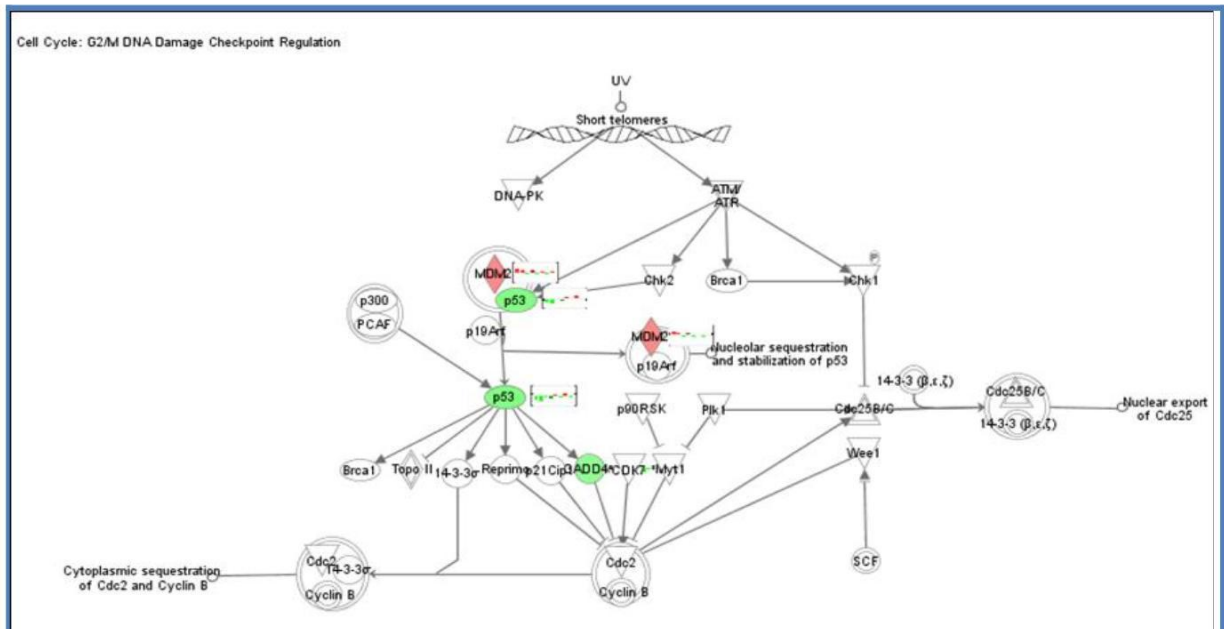 Cell Cycle: G2/M DNA Damage Checkpoint Regulation
UV
Short telomeres
DNA-PK
ATM/
ATR
MDM2
p53
Chk2
Brca1
P
Chk1
p300
PCAF
p19Arf
MDM2
p19Arf
Nucleolar sequestration
and stabilization of p53
p53
p90RSK
Plk1
Cdc25B/C
14-3-3 (β,ε,ζ)
Cdc25B/C
14-3-3 (β,ε,ζ)
Nuclear export
of Cdc25
Brca1
Topo II
14-3-3σ
Reprimo
p21Cip1
GADD4
CDK7
Myt1
Wee1
SCF
Cytoplasmic sequestration
of Cdc2 and Cyclin B
Cdc2
14-3-3σ
Cyclin B
Cdc2
Cyclin B